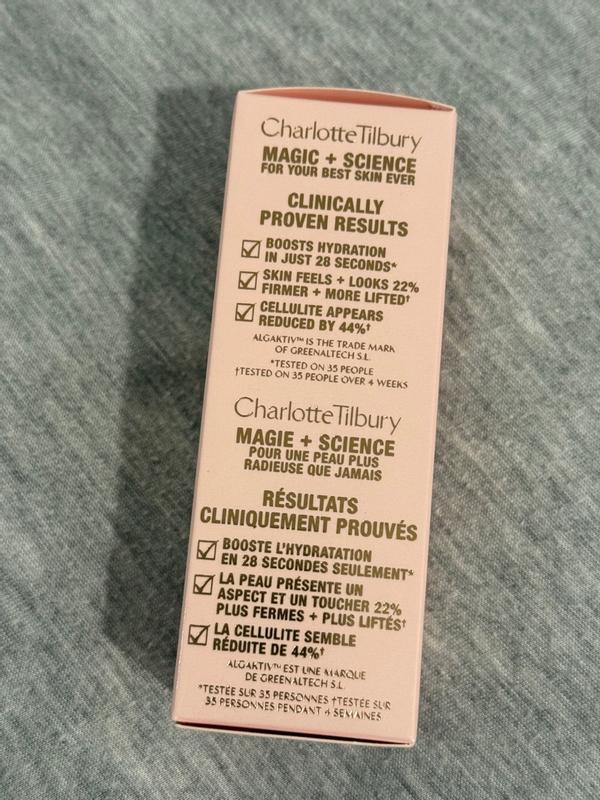 Charlotte Tilbury
MAGIC + SCIENCE
FOR YOUR BEST SKIN EVER
CLINICALLY
PROVEN RESULTS
☑ BOOSTS HYDRATION
IN JUST 28 SECONDS*
☑ SKIN FEELS + LOOKS 22%
FIRMER + MORE LIFTED†
☑ CELLULITE APPEARS
REDUCED BY 44%†
ALGAKTIV™ IS THE TRADE MARK
OF GREENALTECH S.L.
*TESTED ON 35 PEOPLE
†TESTED ON 35 PEOPLE OVER 4 WEEKS
Charlotte Tilbury
MAGIE + SCIENCE
POUR UNE PEAU PLUS
RADIEUSE QUE JAMAIS
RÉSULTATS
CLINIQUEMENT PROUVÉS
☑ BOOSTE L'HYDRATATION
EN 28 SECONDES SEULEMENT*
☑ LA PEAU PRÉSENTE UN
ASPECT ET UN TOUCHER 22%
PLUS FERMES + PLUS LIFTÉS†
☑ LA CELLULITE SEMBLE
RÉDUITE DE 44%†
ALGAKTIV™ EST UNE MARQUE
DE GREENALTECH S.L.
*TESTÉE SUR 35 PERSONNES †TESTÉE SUR
35 PERSONNES PENDANT 4 SEMAINES